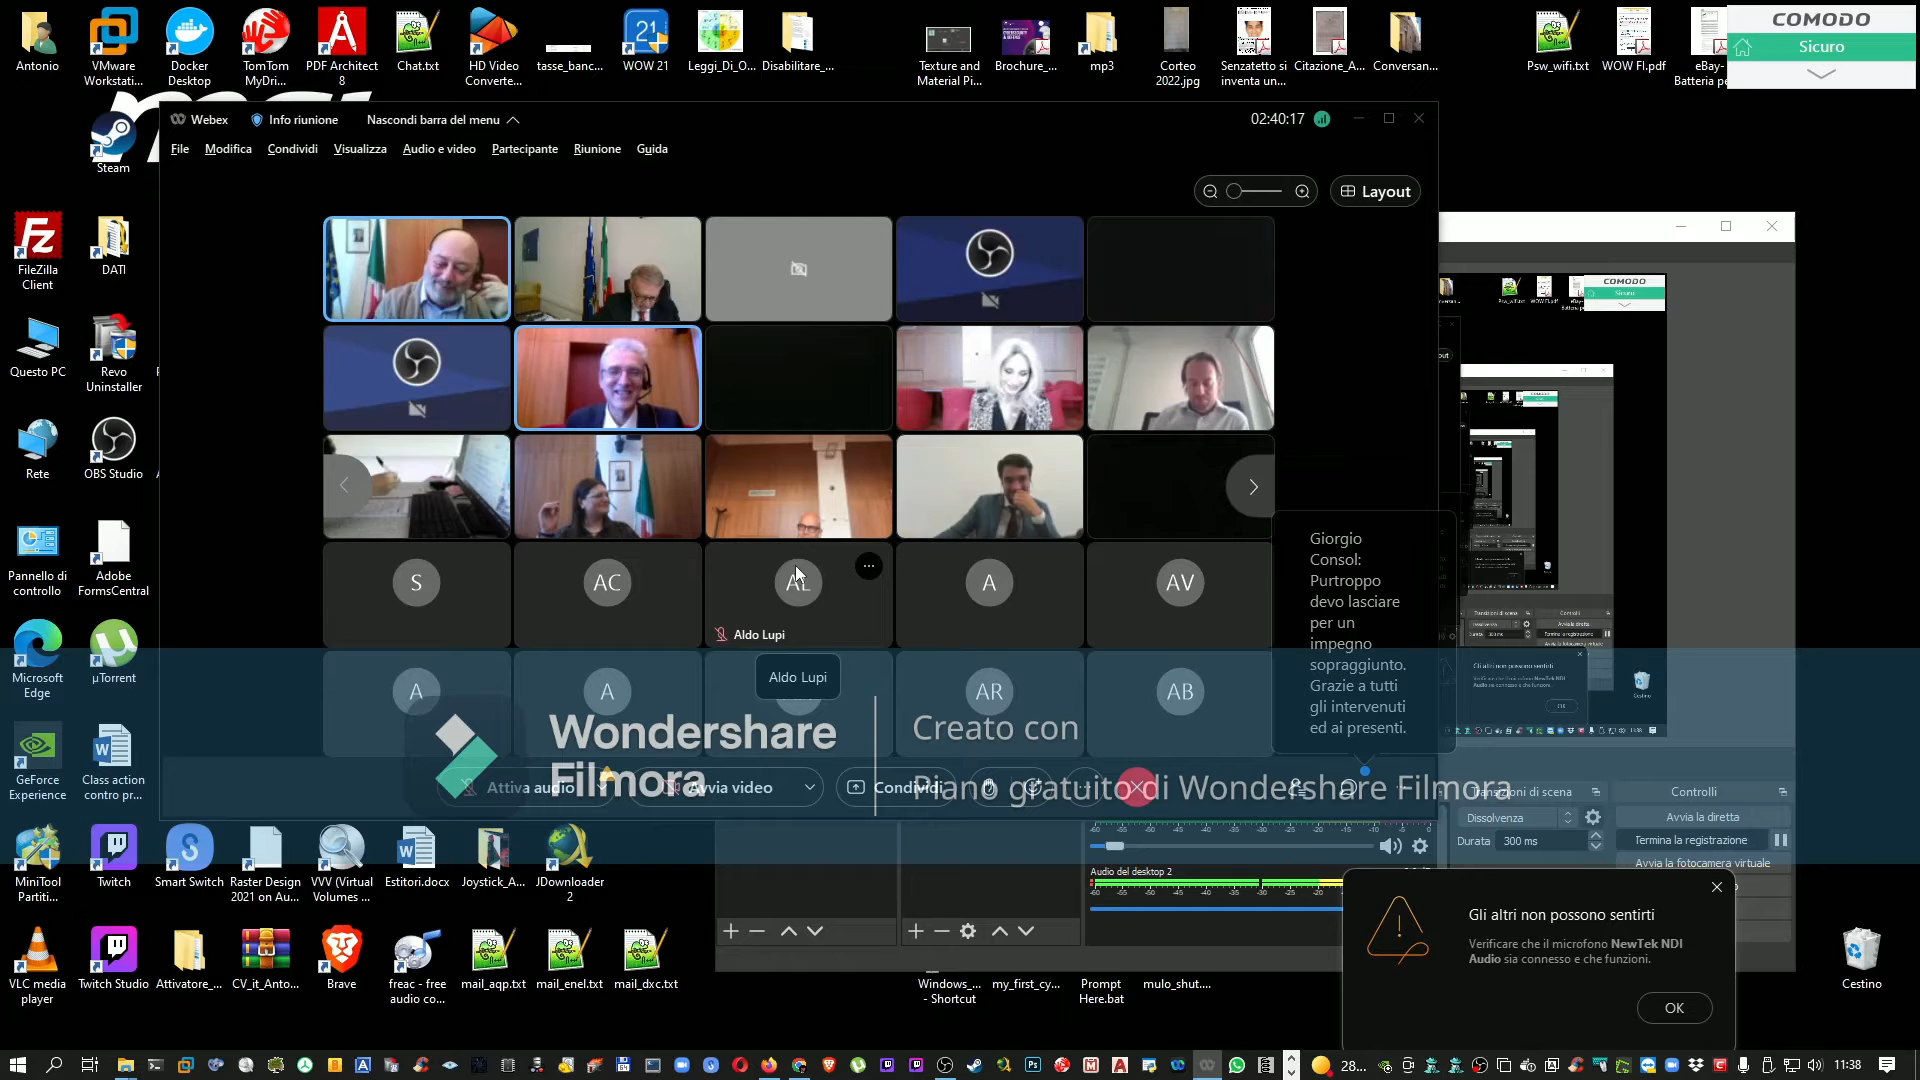 Antonio
VMware Workstati...
Docker Desktop
TomTom MyDri...
PDF Architect 8
Chat.txt
HD Video Converte...
tasse_banc...
WOW 21
Leggi_Di_O...
Disabilitare_...
Texture and Material Pi...
Brochure_...
mp3
Corteo 2022.jpg
Senzatetto si inventa un...
Citazione_A...
Conversan...
Psw_wifi.txt
WOW FI.pdf
eBay- Batteria pe
COMODO
Sicuro
Steam
FileZilla Client
DATI
Questo PC
Revo Uninstaller
Rete
OBS Studio
Pannello di controllo
Adobe FormsCentral
Microsoft Edge
µTorrent
GeForce Experience
Class action contro pr...
MiniTool Partiti...
Twitch
Smart Switch
Raster Design 2021 on Au...
VVV (Virtual Volumes ...
Estitori.docx
Joystick_A...
JDownloader 2
VLC media player
Twitch Studio
Attivatore_...
CV_it_Anto...
Brave
freac - free audio co...
mail_aqp.txt
mail_enel.txt
mail_dxc.txt
Windows_... - Shortcut
my_first_cy...
Prompt Here.bat
mulo_shut....
Cestino
Webex
Info riunione
Nascondi barra del menu
02:40:17
File Modifica Condividi Visualizza Audio e video Partecipante Riunione Guida
Layout
S
AC
AL
A
AV
Aldo Lupi
A
A
Aldo Lupi
AR
AB
Giorgio
Consol:
Purtroppo
devo lasciare
per un
impegno
sopraggiunto.
Grazie a tutti
gli intervenuti
ed ai presenti.
Wondershare
Filmora
Creato con
Piano gratuito di Wondershare Filmora
Attiva audio
Avvia video
Condividi
Transizioni di scena
Controlli
Dissolvenza
Avvia la diretta
Durata 300 ms
Termina la registrazione
Avvia la fotocamera virtuale
Audio del desktop 2
Gli altri non possono sentirti
Verificare che il microfono NewTek NDI
Audio sia connesso e che funzioni.
OK
28...
11:38